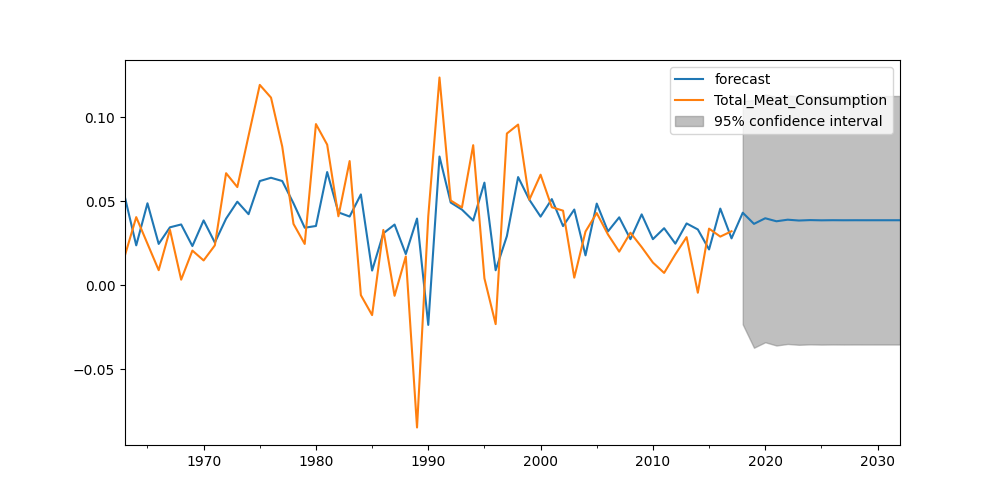 forecast
Total_Meat_Consumption
95% confidence interval
0.10
0.05
0.00
−0.05
1970 1980 1990 2000 2010 2020 2030